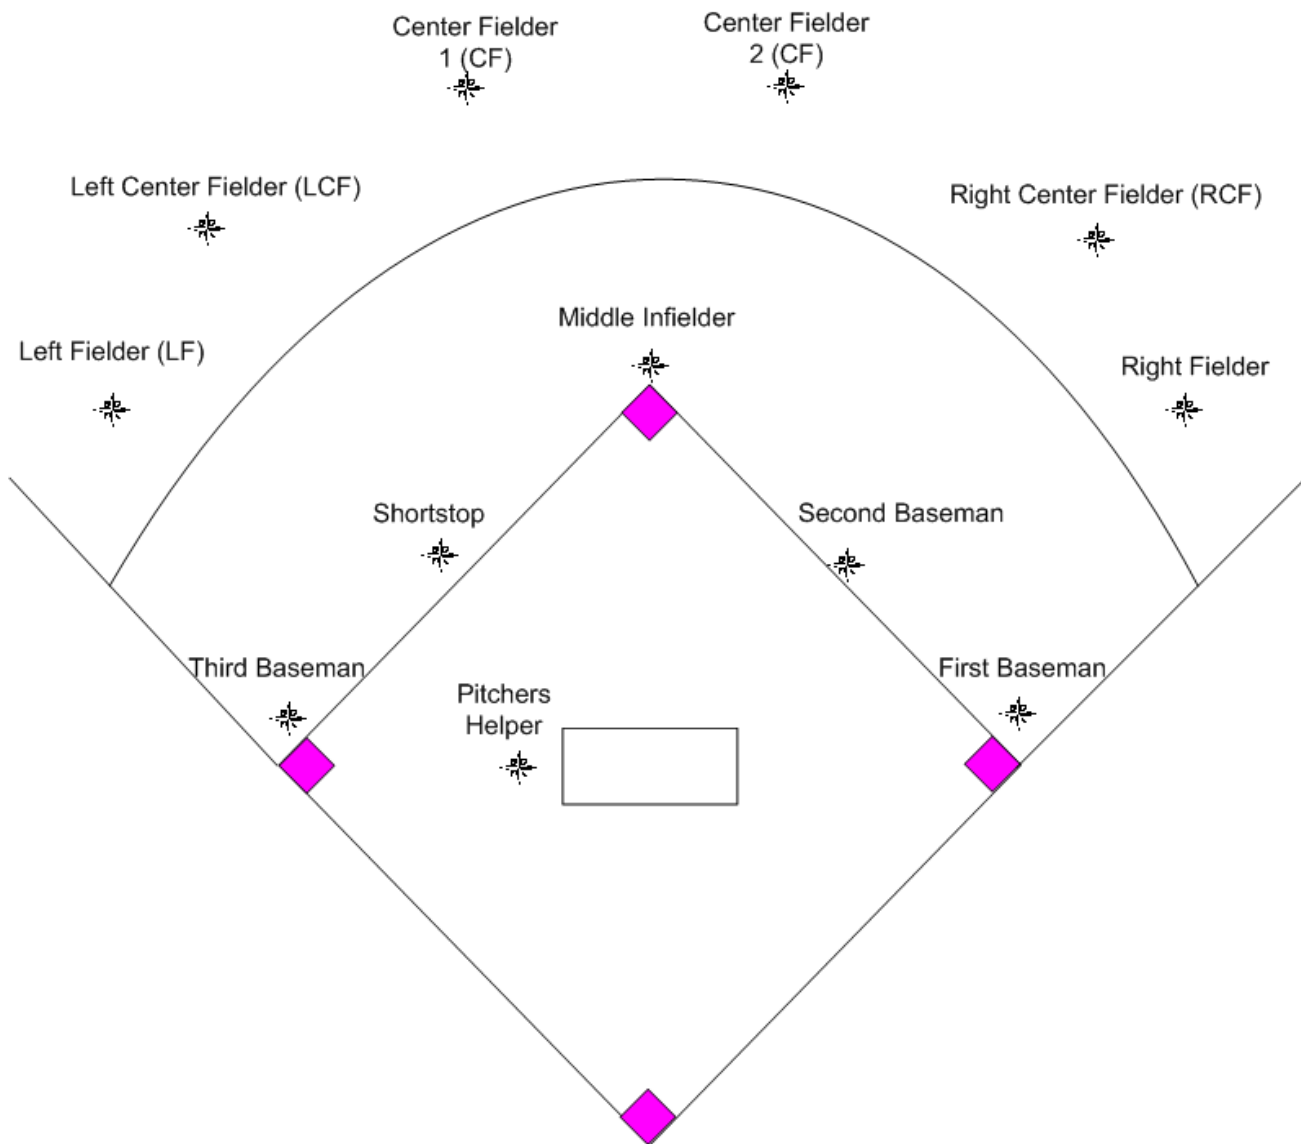 Center Fielder
1 (CF)
Center Fielder
2 (CF)
Left Center Fielder (LCF)
Right Center Fielder (RCF)
Middle Infielder
Left Fielder (LF)
Right Fielder
Shortstop
Second Baseman
Third Baseman
First Baseman
Pitchers
Helper